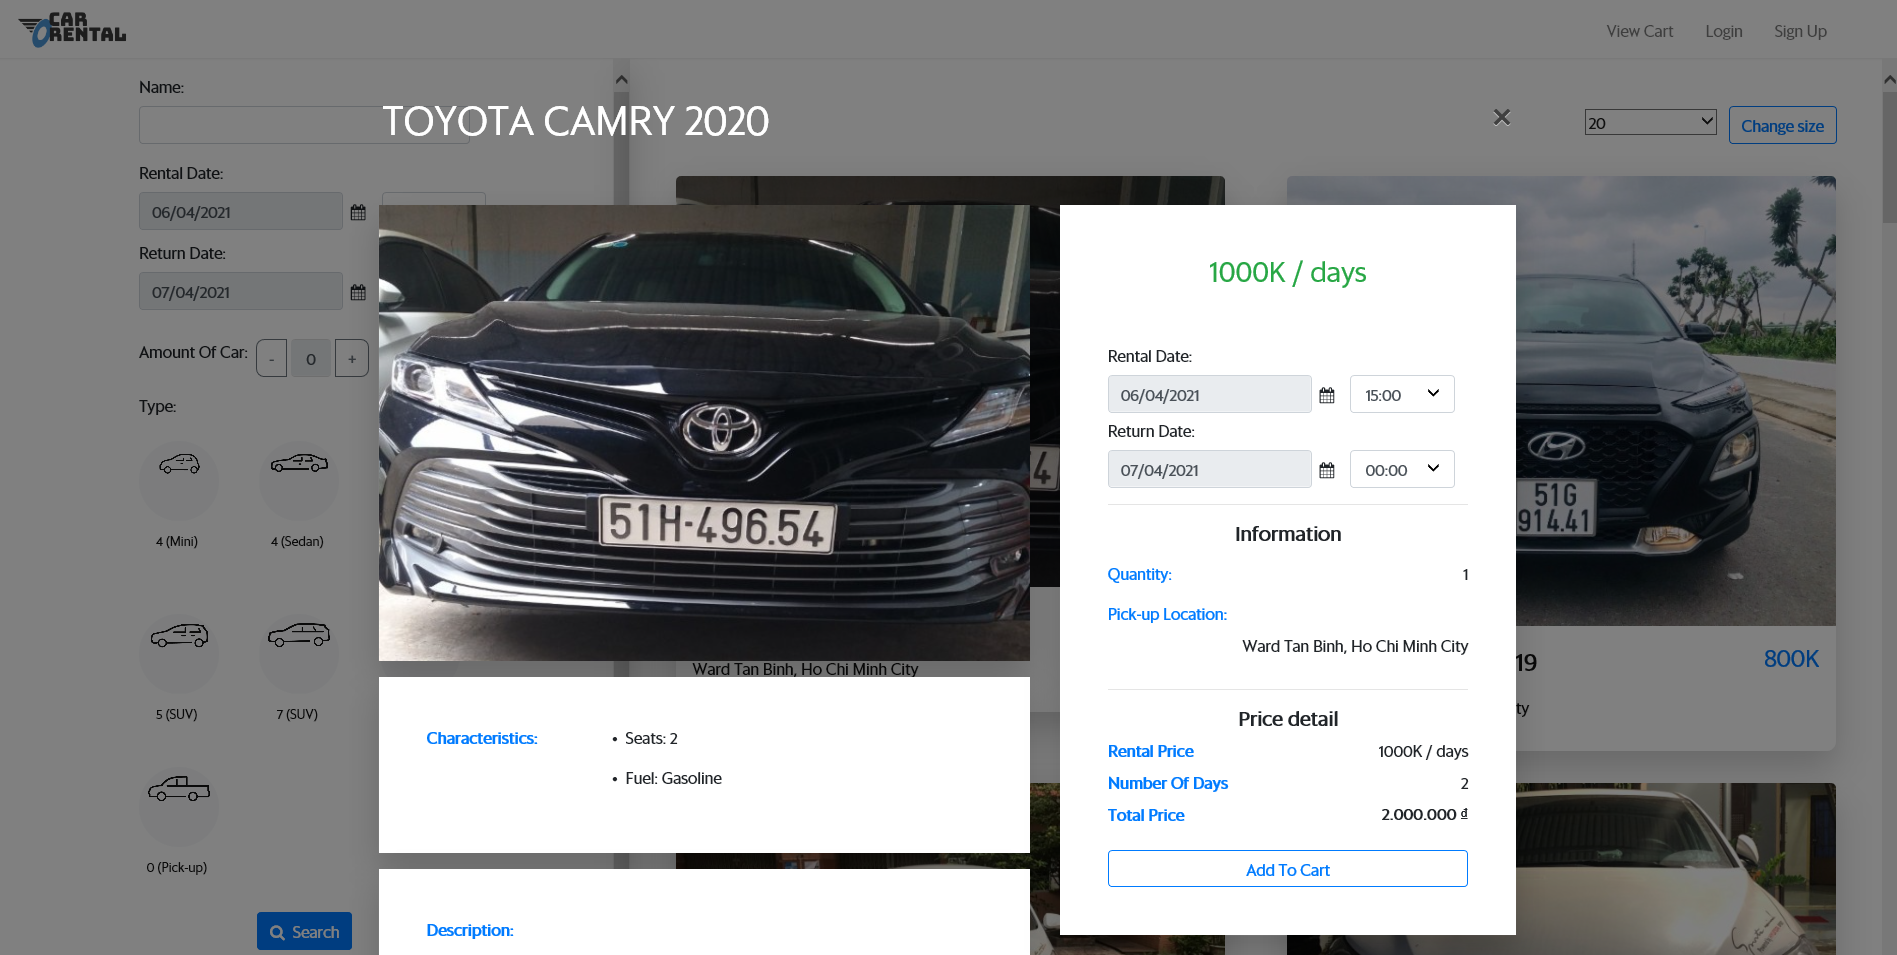 CAR RENTAL
View Cart
Login
Sign Up
Name:
Rental Date:
06/04/2021
Return Date:
07/04/2021
Amount Of Car:
-
0
+
Type:
4 (Mini)
4 (Sedan)
5 (SUV)
7 (SUV)
0 (Pick-up)
Search
20
Change size
TOYOTA CAMRY 2020
×
51H-496.54
Characteristics:
• Seats: 2
• Fuel: Gasoline
Description:
1000K / days
Rental Date:
06/04/2021
15:00
Return Date:
07/04/2021
00:00
Information
Quantity:
1
Pick-up Location:
Ward Tan Binh, Ho Chi Minh City
Price detail
Rental Price
1000K / days
Number Of Days
2
Total Price
2.000.000 ₫
Add To Cart
Ward Tan Binh, Ho Chi Minh City
4
51G
914.41
19
800K
ty